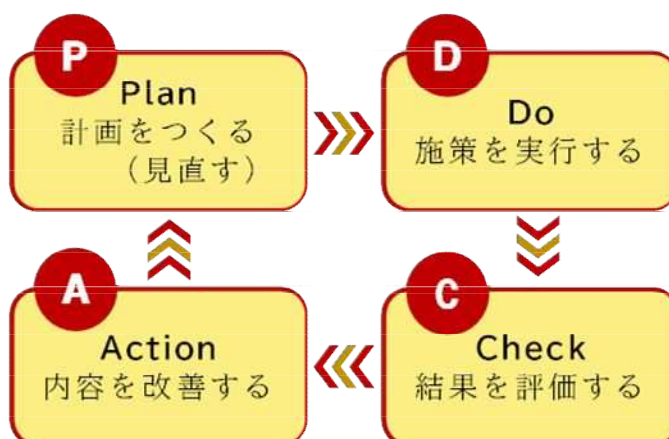 P
Plan
計画をつくる
（見直す）
D
Do
施策を実行する
A
Action
内容を改善する
C
Check
結果を評価する